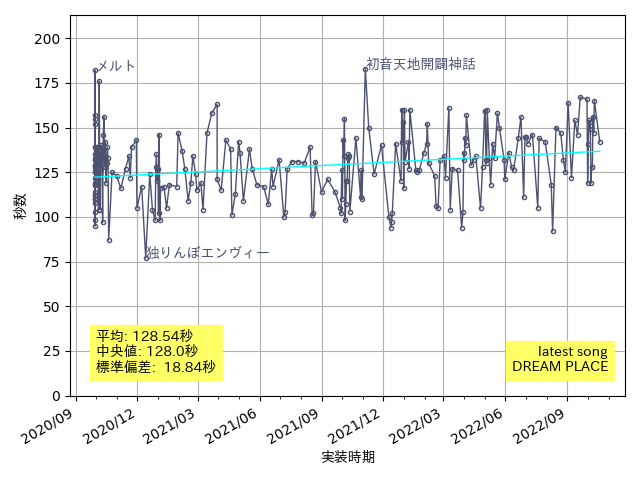 200
175
150
125
100
75
50
25
0
秒数
メルト
初音天地開闢神話
独りんぼエンヴィー
平均: 128.54秒
中央値: 128.0秒
標準偏差: 18.84秒
latest song
DREAM PLACE
2020/09
2020/12
2021/03
2021/06
2021/09
2021/12
2022/03
2022/06
2022/09
実装時期